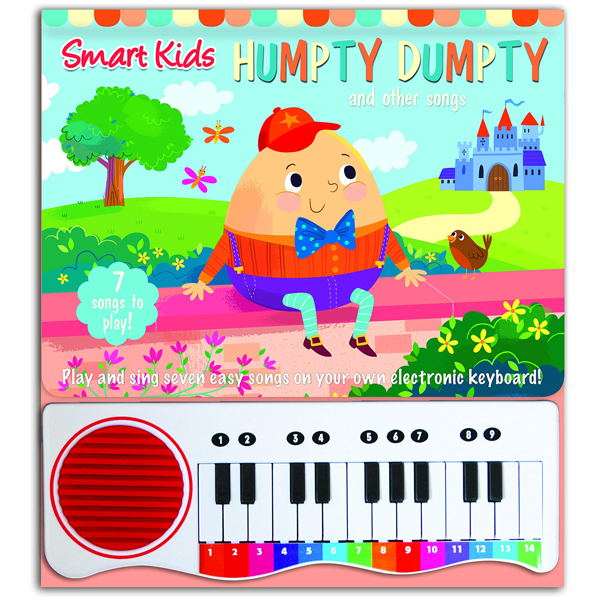 Smart Kids
HUMPTY DUMPTY
and other songs
7
songs to
play!
Play and sing seven easy songs on your own electronic keyboard!
1 2 3 4 5 6 7 8 9
1 2 3 4 5 6 7 8 9 10 11 12 13 14